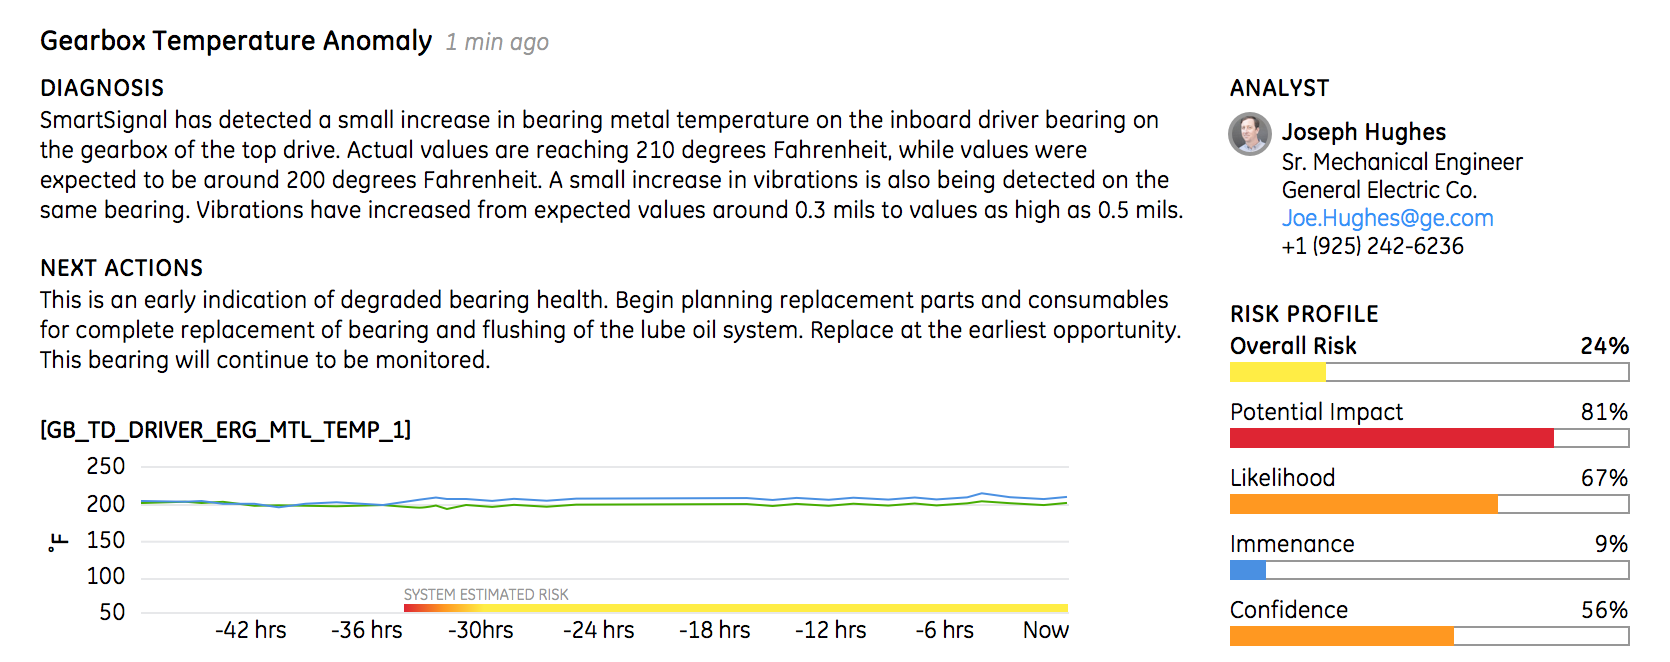 Gearbox Temperature Anomaly 1 min ago
DIAGNOSIS
SmartSignal has detected a small increase in bearing metal temperature on the inboard driver bearing on
the gearbox of the top drive. Actual values are reaching 210 degrees Fahrenheit, while values were
expected to be around 200 degrees Fahrenheit. A small increase in vibrations is also being detected on the
same bearing. Vibrations have increased from expected values around 0.3 mils to values as high as 0.5 mils.
NEXT ACTIONS
This is an early indication of degraded bearing health. Begin planning replacement parts and consumables
for complete replacement of bearing and flushing of the lube oil system. Replace at the earliest opportunity.
This bearing will continue to be monitored.
[GB_TD_DRIVER_ERG_MTL_TEMP_1]
250
200
150
100
50
°F
SYSTEM ESTIMATED RISK
-42 hrs -36 hrs -30hrs -24 hrs -18 hrs -12 hrs -6 hrs Now
ANALYST
Joseph Hughes
Sr. Mechanical Engineer
General Electric Co.
Joe.Hughes@ge.com
+1 (925) 242-6236
RISK PROFILE
Overall Risk 24%
Potential Impact 81%
Likelihood 67%
Immenance 9%
Confidence 56%